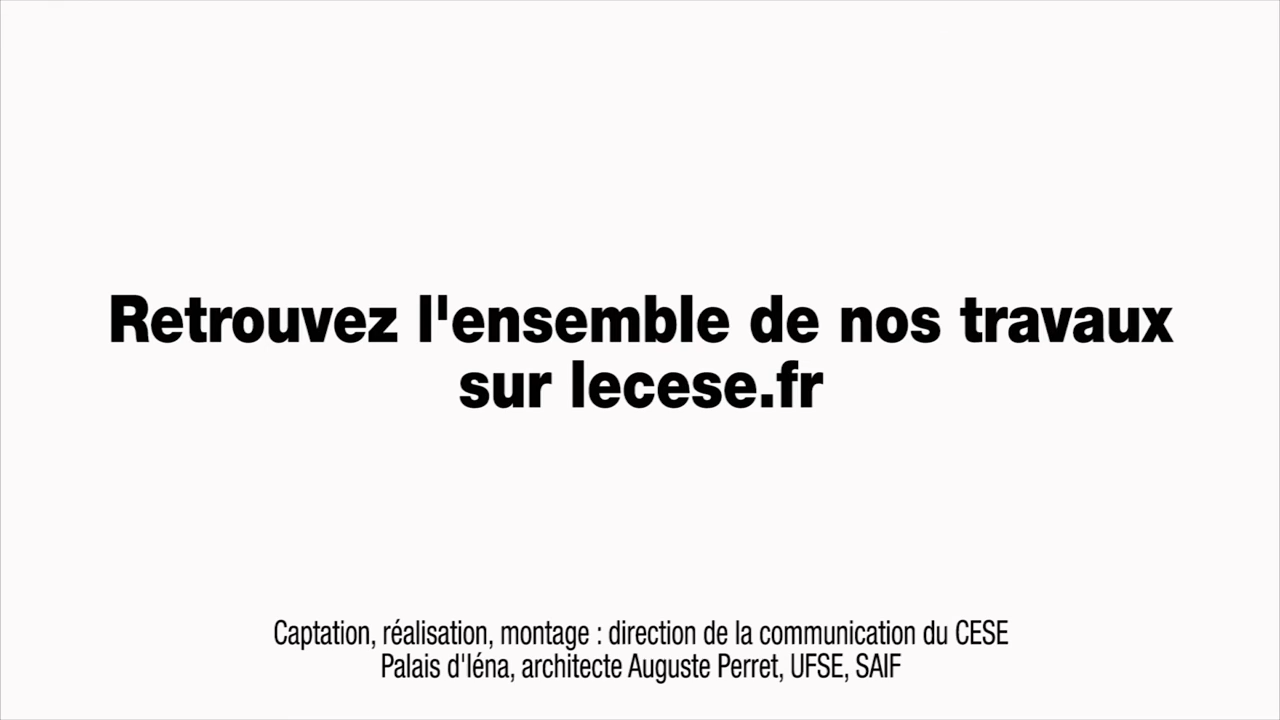 Retrouvez l'ensemble de nos travaux
sur lecese.fr
Captation, réalisation, montage : direction de la communication du CESE
Palais d'Iéna, architecte Auguste Perret, UFSE, SAIF